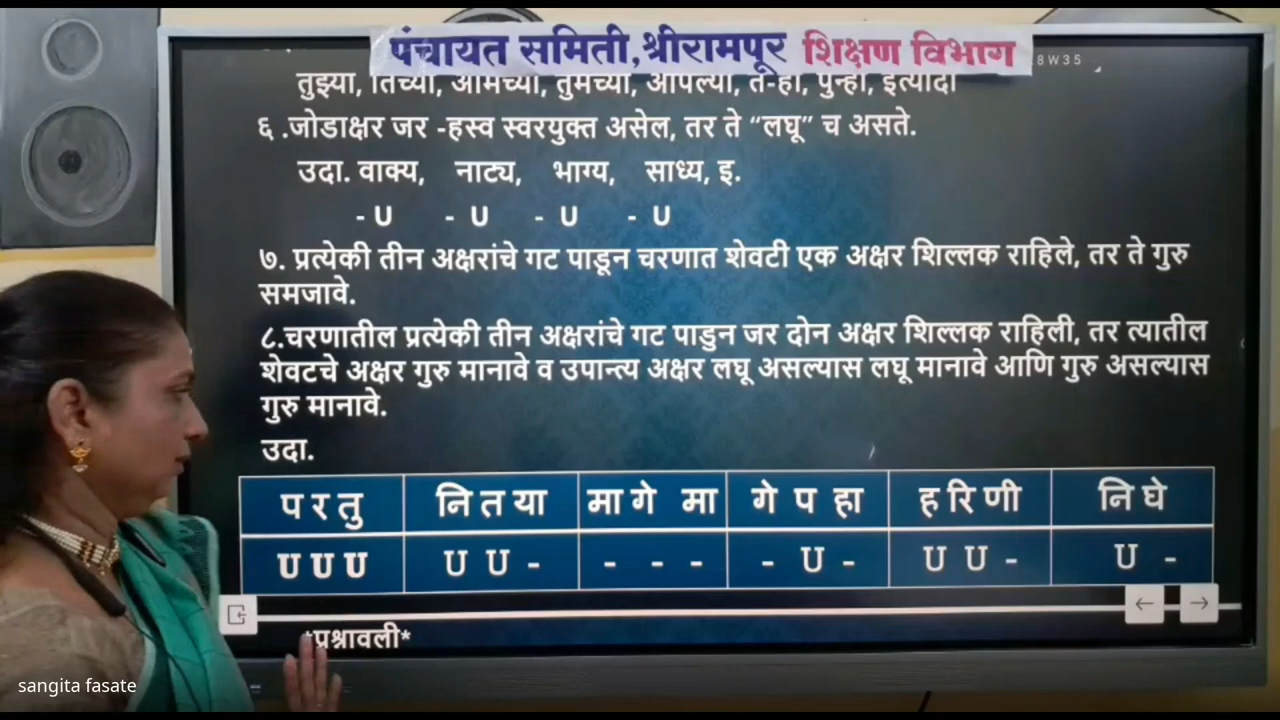 पंचायत समिती,श्रीरामपूर शिक्षण विभाग
8W35
तुझ्या, तिच्या, आमच्या, तुमच्या, आपल्या, तेव्हा, पुन्हा, इत्यादी
६ .जोडाक्षर जर -हस्व स्वरयुक्त असेल, तर ते “लघू” च असते.
उदा. वाक्य, नाट्य, भाग्य, साध्य, इ.
- U - U - U - U
७. प्रत्येकी तीन अक्षरांचे गट पाडून चरणात शेवटी एक अक्षर शिल्लक राहिले, तर ते गुरु
समजावे.
८.चरणातील प्रत्येकी तीन अक्षरांचे गट पाडुन जर दोन अक्षर शिल्लक राहिली, तर त्यातील
शेवटचे अक्षर गुरु मानावे व उपान्त्य अक्षर लघू असल्यास लघू मानावे आणि गुरु असल्यास
गुरु मानावे.
उदा.
प र तु नि त या मा गे मा गे प हा ह रि णी नि घे
U U U U U - - - - - U - U U - U -
*प्रश्नावली*
sangita fasate